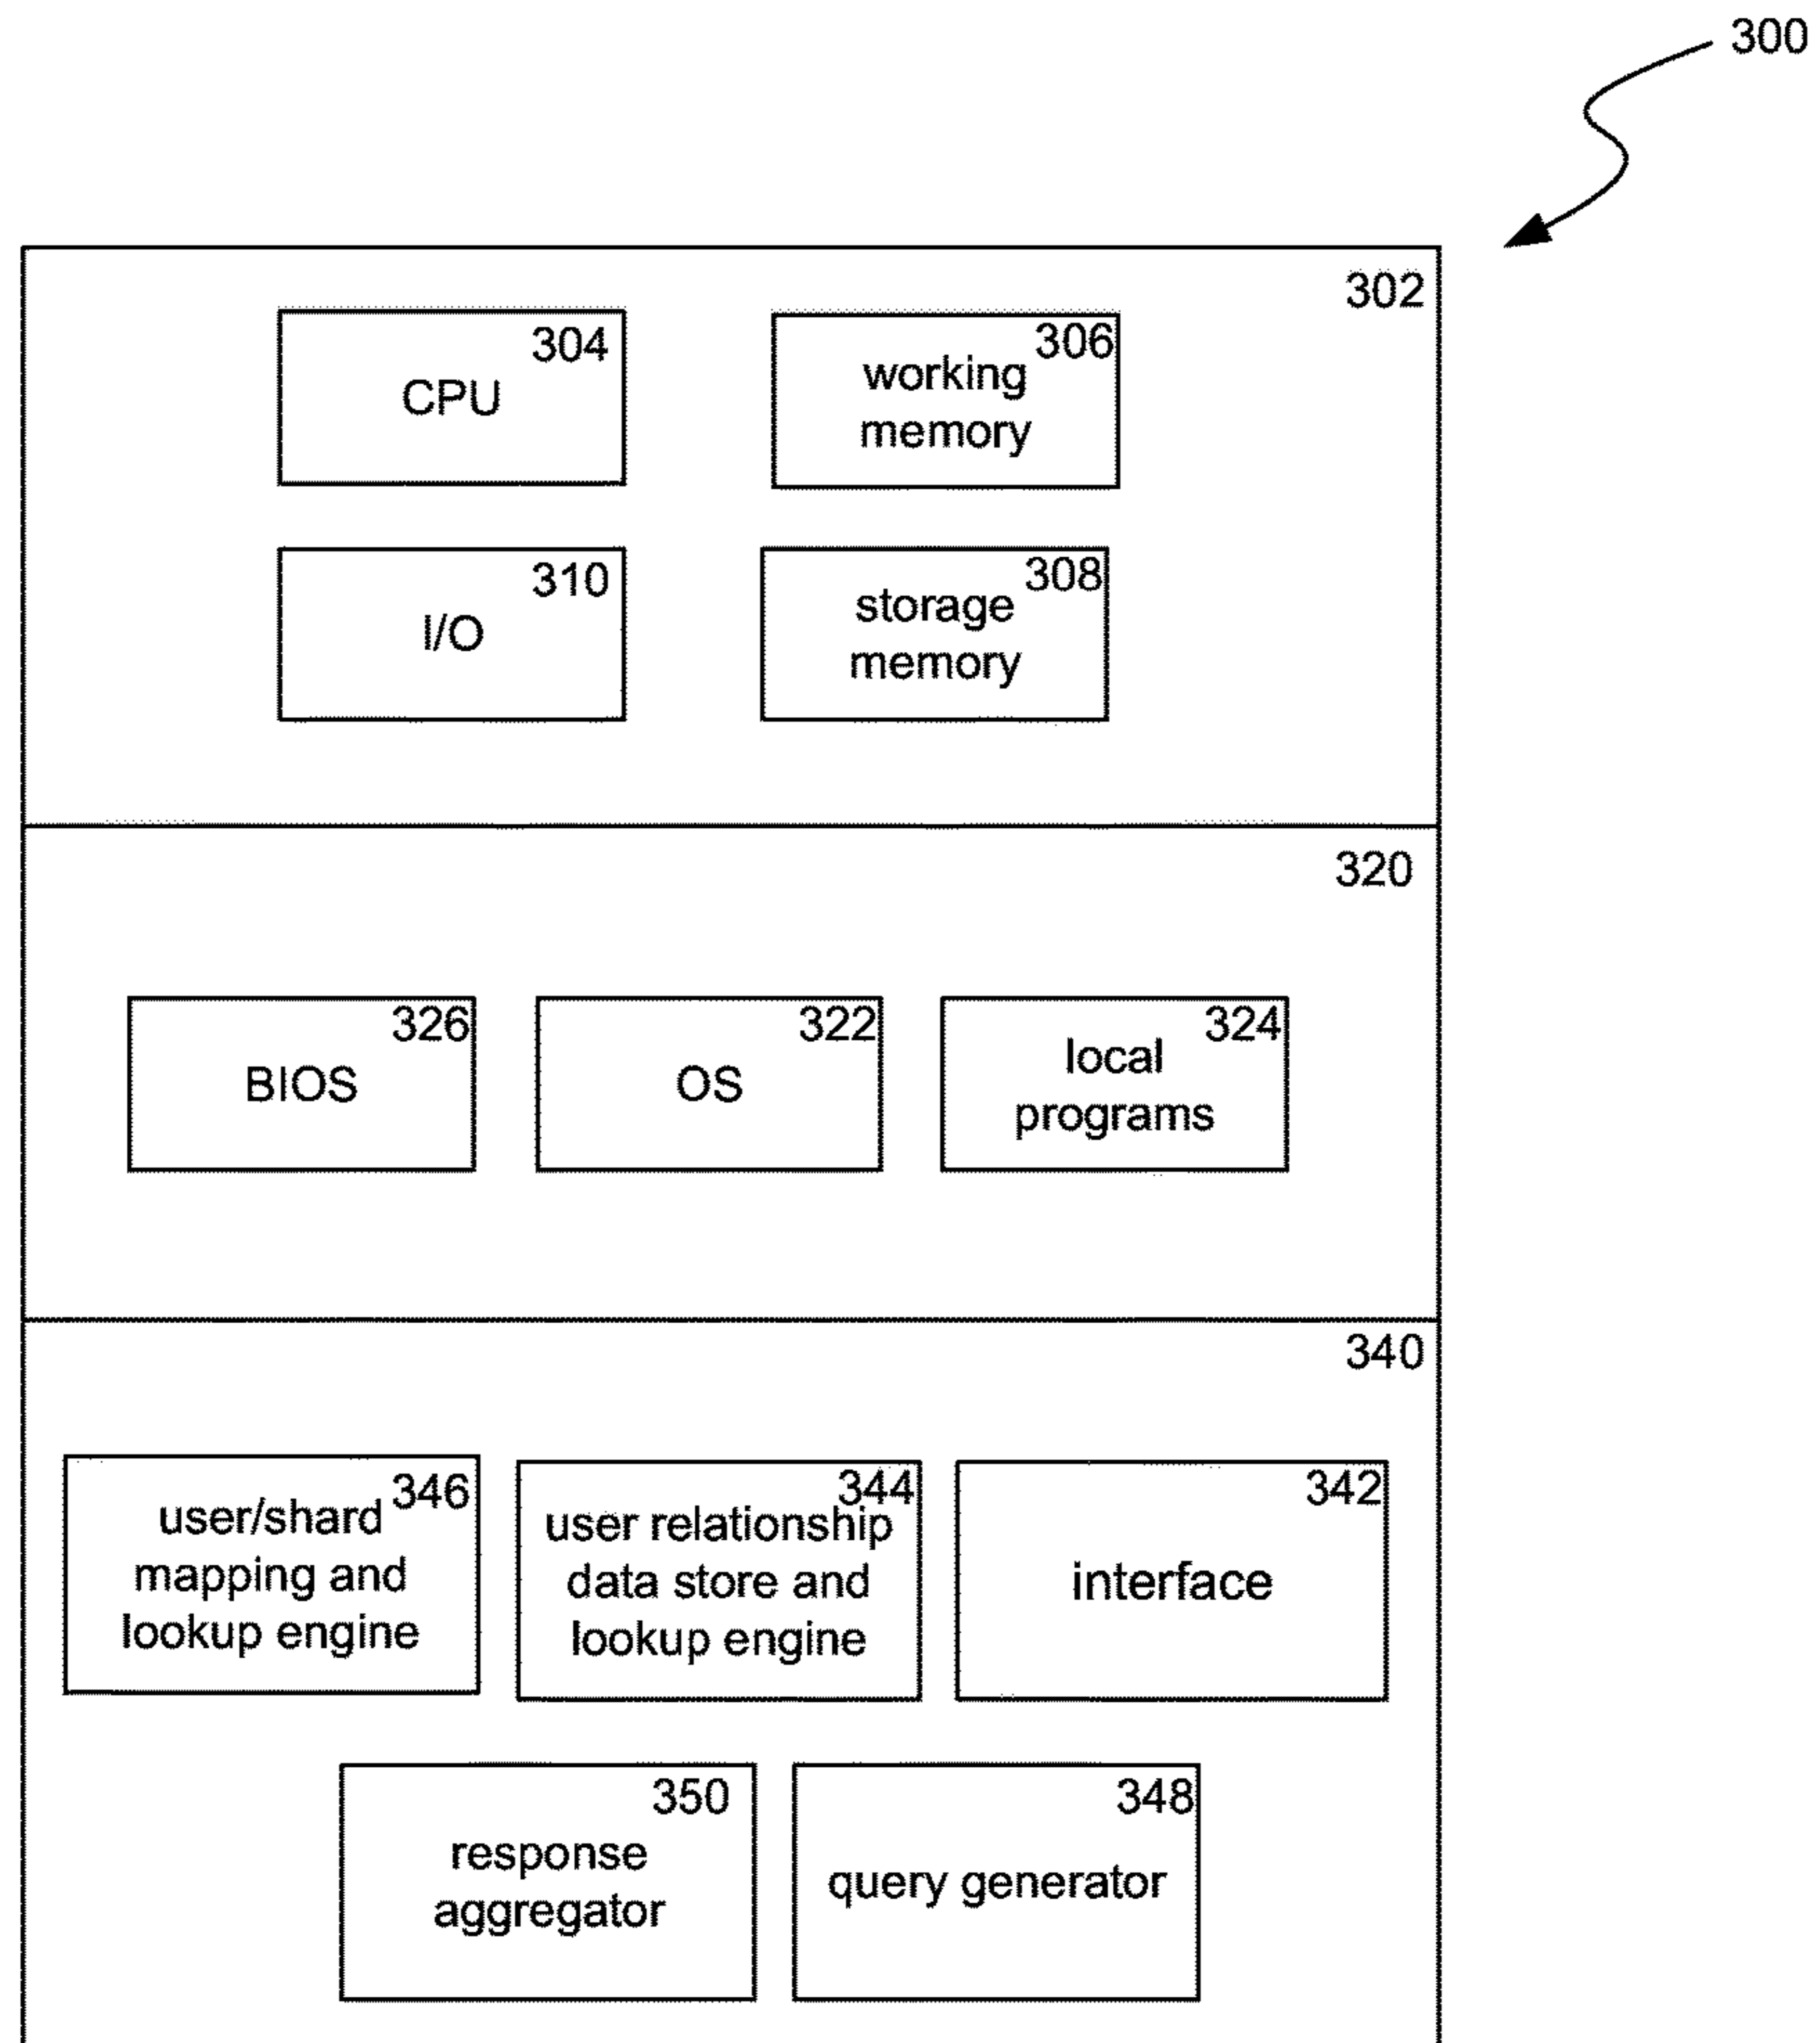 300
302
304
CPU
306
working
memory
310
I/O
308
storage
memory
320
326
BIOS
322
OS
324
local
programs
340
346
user/shard
mapping and
lookup engine
344
user relationship
data store and
lookup engine
342
interface
350
response
aggregator
348
query generator